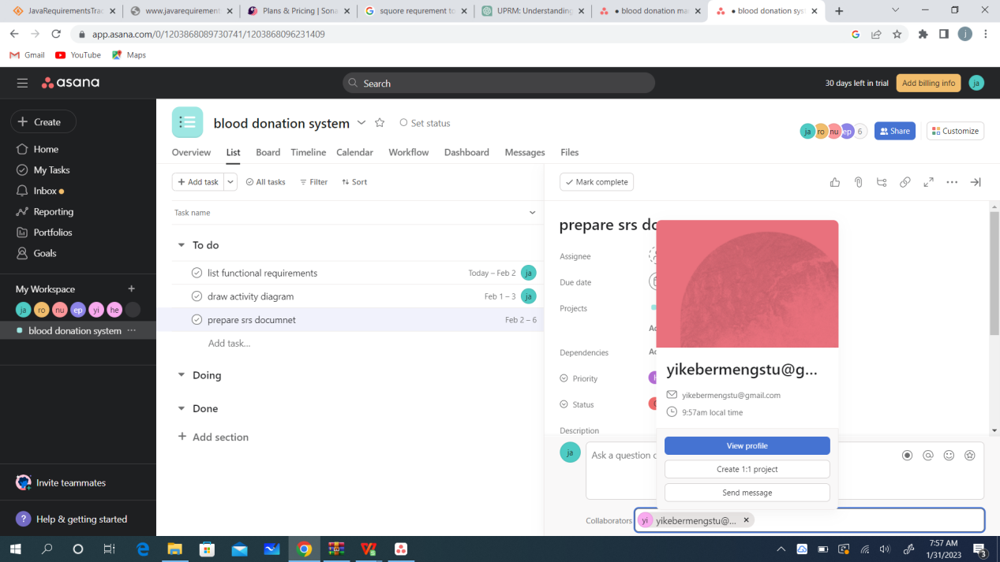 JavaRequirementsTrac
www.javarequirement
Plans & Pricing | Sona
squore requrement to
UPRM: Understanding
• blood donation ma
• blood donation sys
app.asana.com/0/1203868089730741/1203868096231409
j
Gmail
YouTube
Maps
asana
Search
30 days left in trial
Add billing info
ja
Create
Home
My Tasks
Inbox
Reporting
Portfolios
Goals
My Workspace
ja ro nu ep yi he
blood donation system
Invite teammates
? Help & getting started
blood donation system
Set status
ja ro nu ep 6
Share
Customize
Overview List Board Timeline Calendar Workflow Dashboard Messages Files
+ Add task
All tasks
Filter
Sort
Task name
To do
list functional requirements Today – Feb 2 ja
draw activity diagram Feb 1 – 3 ja
prepare srs documnet Feb 2 – 6
Add task...
Doing
Done
+ Add section
Mark complete
prepare srs do
Assignee
Due date
Projects
Dependencies
Priority
Status
Description
yikebermengstu@g...
yikebermengstu@gmail.com
9:57am local time
View profile
Create 1:1 project
Send message
ja
Ask a question
Collaborators
yi yikebermengstu@...
7:57 AM
1/31/2023
3